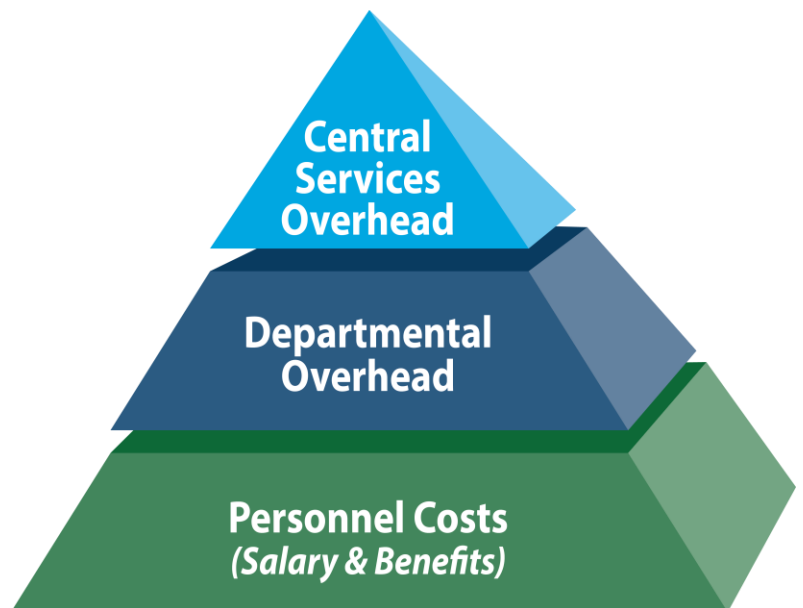 Central
Services
Overhead
Departmental
Overhead
Personnel Costs
(Salary & Benefits)